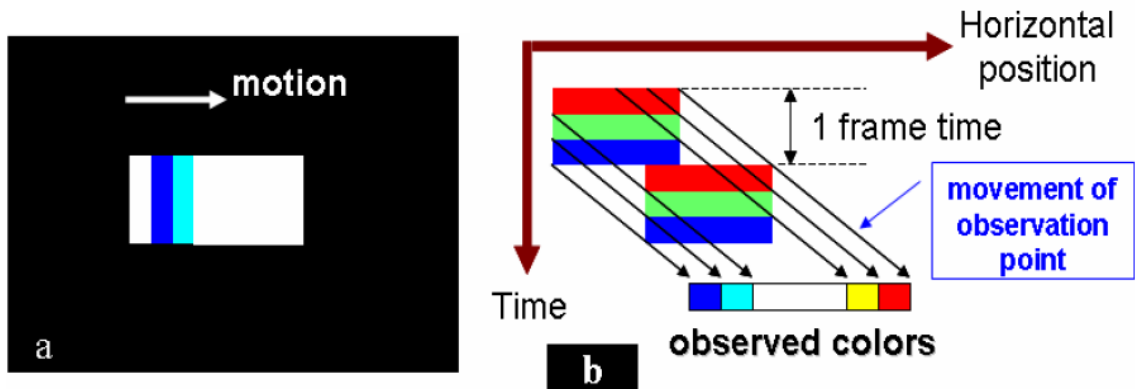 motion
a
Horizontal
position
1 frame time
movement of
observation
point
Time
observed colors
b